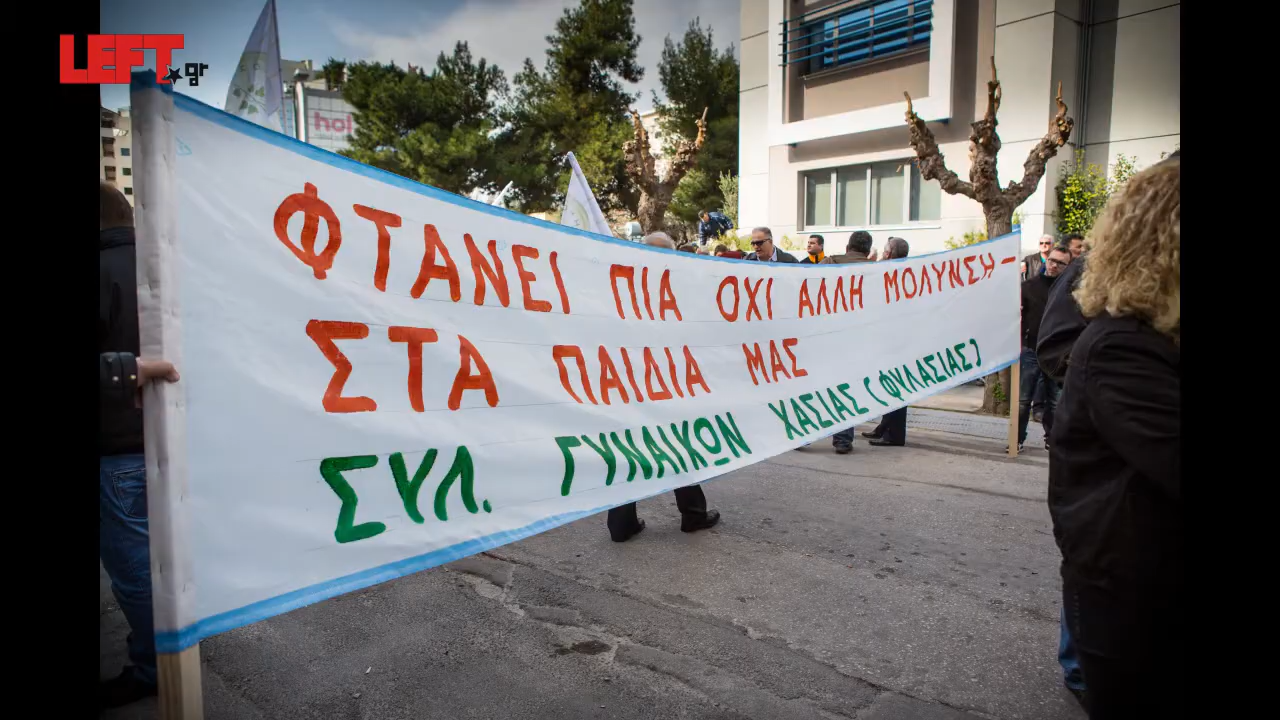 LEFT.gr
hol
ΦΤΑΝΕΙ ΠΙΑ ΟΧΙ ΑΛΛΗ ΜΟΛΥΝΣΗ–
ΣΤΑ ΠΑΙΔΙΑ ΜΑΣ
ΣΥΛ. ΓΥΝΑΙΚΩΝ ΧΑΣΙΑΣ (ΦΥΛΑΣΙΑΣ)